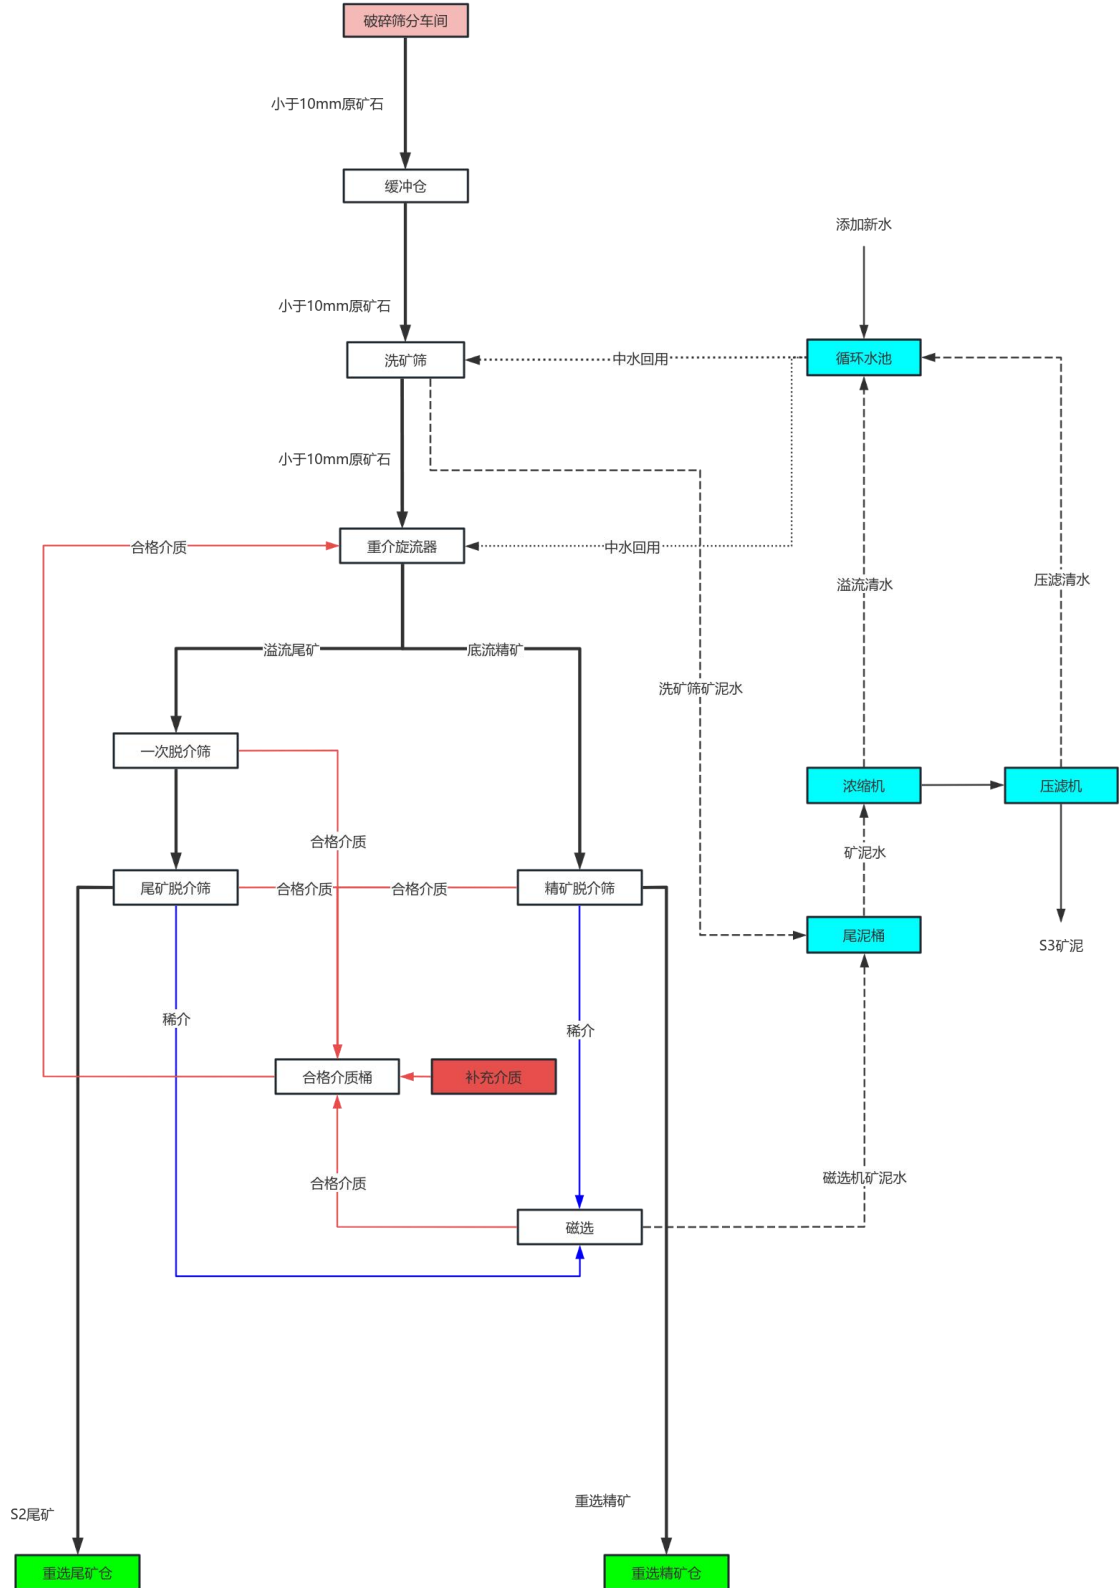 破碎筛分车间
小于10mm原矿石
缓冲仓
添加新水
小于10mm原矿石
洗矿筛
中水回用
循环水池
小于10mm原矿石
合格介质
重介旋流器
中水回用
溢流清水
压滤清水
溢流尾矿
底流精矿
洗矿筛矿泥水
一次脱介筛
浓缩机
压滤机
合格介质
矿泥水
尾矿脱介筛
合格介质
合格介质
精矿脱介筛
尾泥桶
S3矿泥
稀介
稀介
合格介质桶
补充介质
合格介质
磁选机矿泥水
磁选
S2尾矿
重选精矿
重选尾矿仓
重选精矿仓